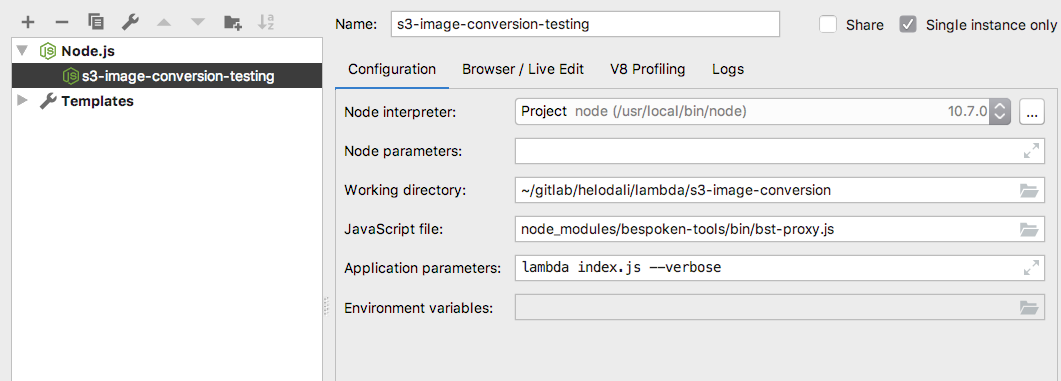 Name: s3-image-conversion-testing Share Single instance only
Node.js
s3-image-conversion-testing
Templates
Configuration Browser / Live Edit V8 Profiling Logs
Node interpreter: Project node (/usr/local/bin/node) 10.7.0 ...
Node parameters:
Working directory: ~/gitlab/helodali/lambda/s3-image-conversion
JavaScript file: node_modules/bespoken-tools/bin/bst-proxy.js
Application parameters: lambda index.js --verbose
Environment variables: